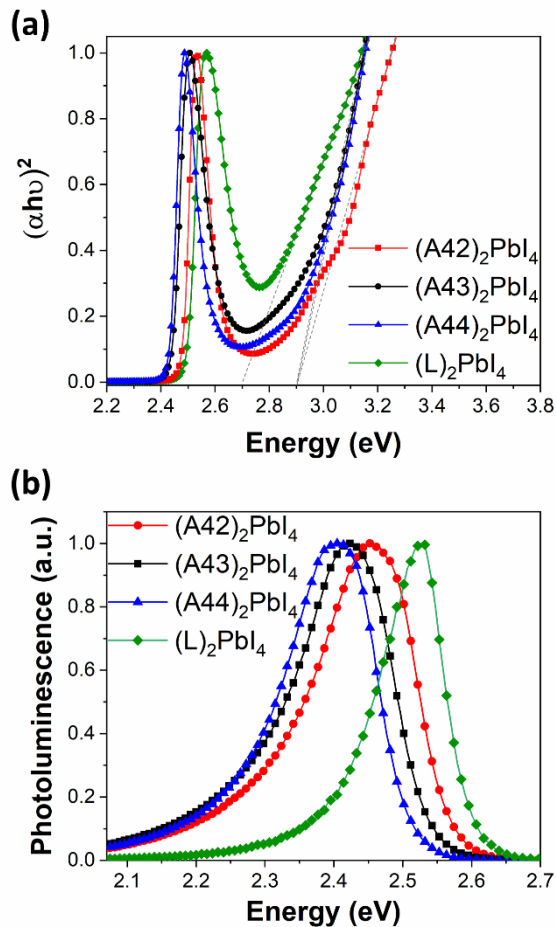 (a)
(αhυ)²
1.0
0.8
0.6
0.4
0.2
0.0
(A42)₂PbI₄
(A43)₂PbI₄
(A44)₂PbI₄
(L)₂PbI₄
2.2 2.4 2.6 2.8 3.0 3.2 3.4 3.6 3.8
Energy (eV)
(b)
Photoluminescence (a.u.)
1.0
0.8
0.6
0.4
0.2
0.0
(A42)₂PbI₄
(A43)₂PbI₄
(A44)₂PbI₄
(L)₂PbI₄
2.1 2.2 2.3 2.4 2.5 2.6 2.7
Energy (eV)